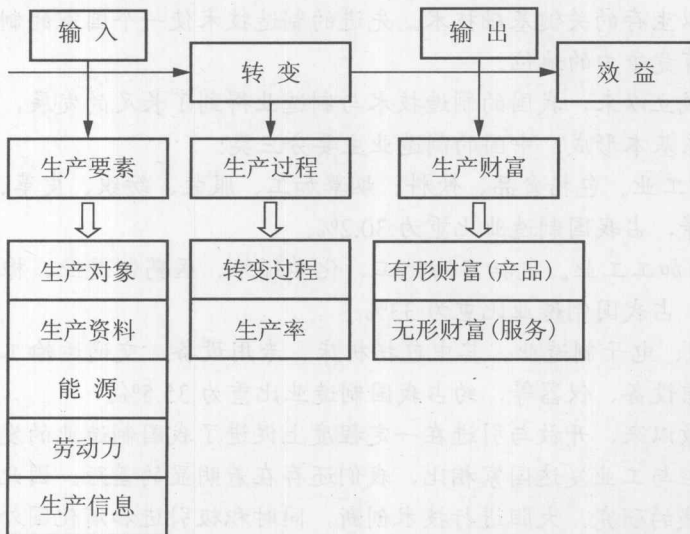 输入
输出
转变
效益
生产要素
生产过程
生产财富
生产对象
转变过程
有形财富(产品)
生产资料
生产率
无形财富(服务)
能源
劳动力
生产信息